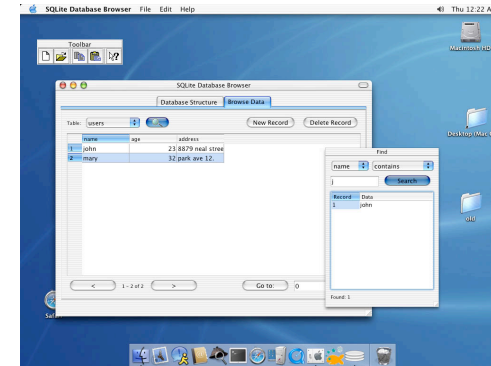 SQLite Database Browser File Edit Help
Thu 12:22 A
Toolbar
Macintosh HD
SQLite Database Browser
Database Structure Browse Data
Table: users
New Record Delete Record
name age address
1 john 23 8879 neal stree
2 mary 32 park ave 12.
< 1 - 2 of 2 > Go to: 0
Desktop (Mac
Find
name contains
j Search
Record Data
1 john
Found: 1
old
Safa